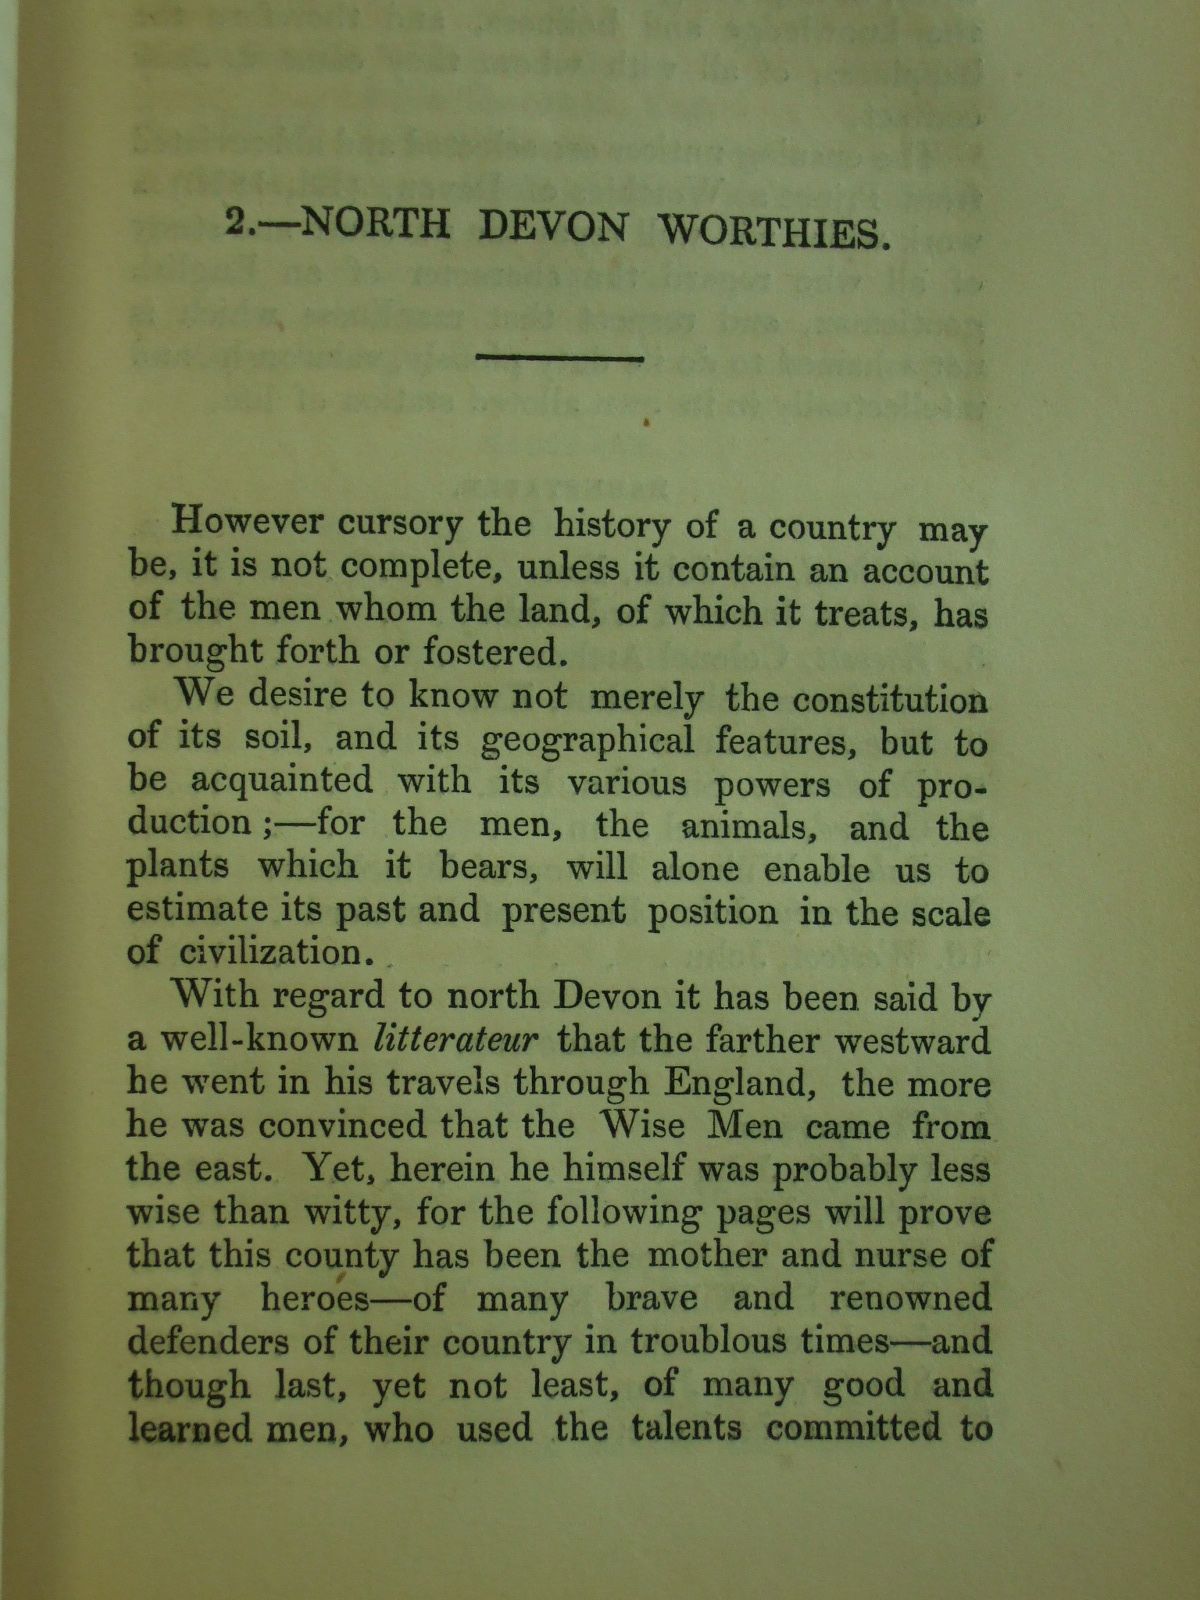 2.—NORTH DEVON WORTHIES.
However cursory the history of a country may
be, it is not complete, unless it contain an account
of the men whom the land, of which it treats, has
brought forth or fostered.
We desire to know not merely the constitution
of its soil, and its geographical features, but to
be acquainted with its various powers of pro-
duction ;—for the men, the animals, and the
plants which it bears, will alone enable us to
estimate its past and present position in the scale
of civilization.
With regard to north Devon it has been said by
a well-known litterateur that the farther westward
he went in his travels through England, the more
he was convinced that the Wise Men came from
the east. Yet, herein he himself was probably less
wise than witty, for the following pages will prove
that this county has been the mother and nurse of
many heroes—of many brave and renowned
defenders of their country in troublous times—and
though last, yet not least, of many good and
learned men, who used the talents committed to